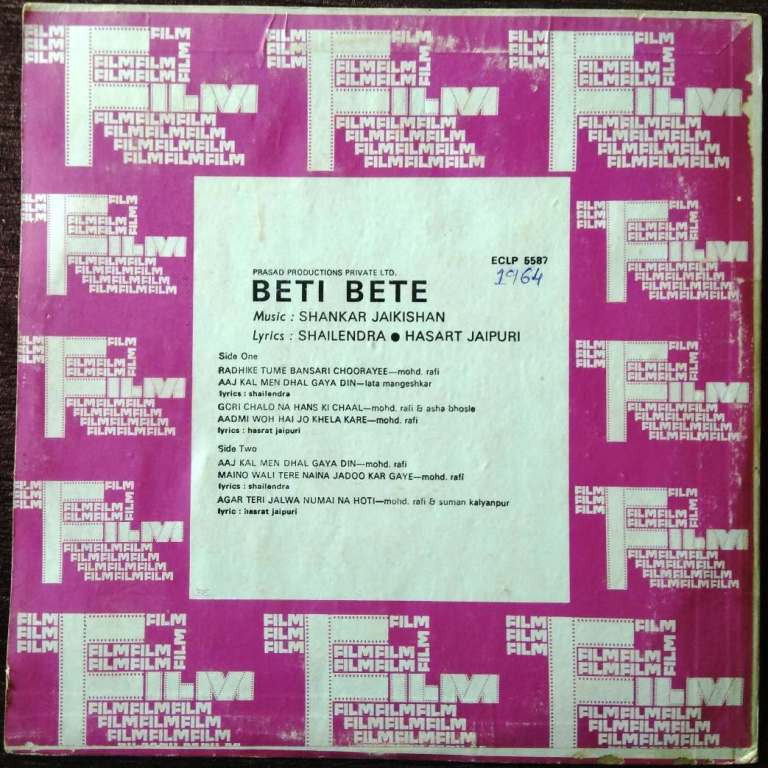 ECLP 5587
PRASAD PRODUCTIONS PRIVATE LTD.
1964
BETI BETE
Music : SHANKAR JAIKISHAN
Lyrics : SHAILENDRA ● HASART JAIPURI
Side One
RADHIKE TUME BANSARI CHOORAYEE—mohd. rafi
AAJ KAL MEN DHAL GAYA DIN—lata mangeshkar
lyrics : shailendra
GORI CHALO NA HANS KI CHAAL—mohd. rafi & asha bhosle
AADMI WOH HAI JO KHELA KARE—mohd. rafi
lyrics : hasrat jaipuri
Side Two
AAJ KAL MEN DHAL GAYA DIN—mohd. rafi
MAINO WALI TERE NAINA JADOO KAR GAYE—mohd. rafi
lyrics : shailendra
AGAR TERI JALWA NUMAI NA HOTI—mohd. rafi & suman kalyanpur
lyric : hasrat jaipuri
FILM